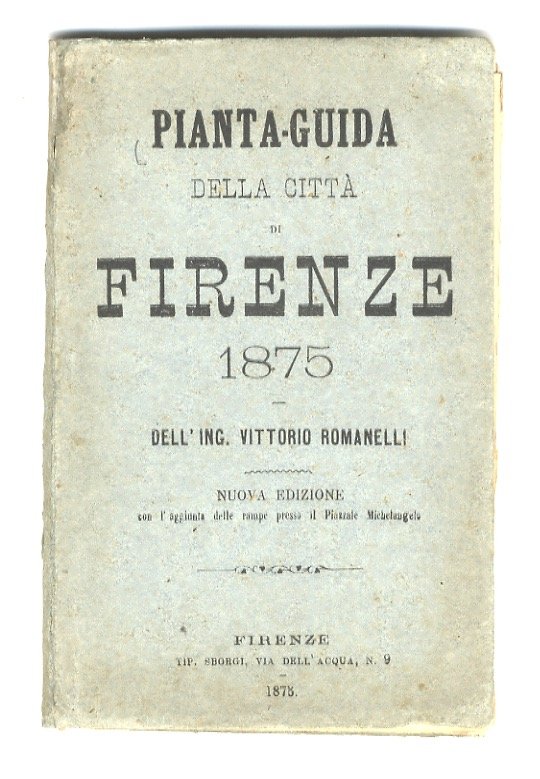 PIANTA-GUIDA
DELLA CITTÀ
DI
FIRENZE
1875
DELL' ING. VITTORIO ROMANELLI
NUOVA EDIZIONE
con l'aggiunta delle rampe presso il Piazzale Michelangelo
FIRENZE
TIP. SBORGI, VIA DELL'ACQUA, N. 9
1875.